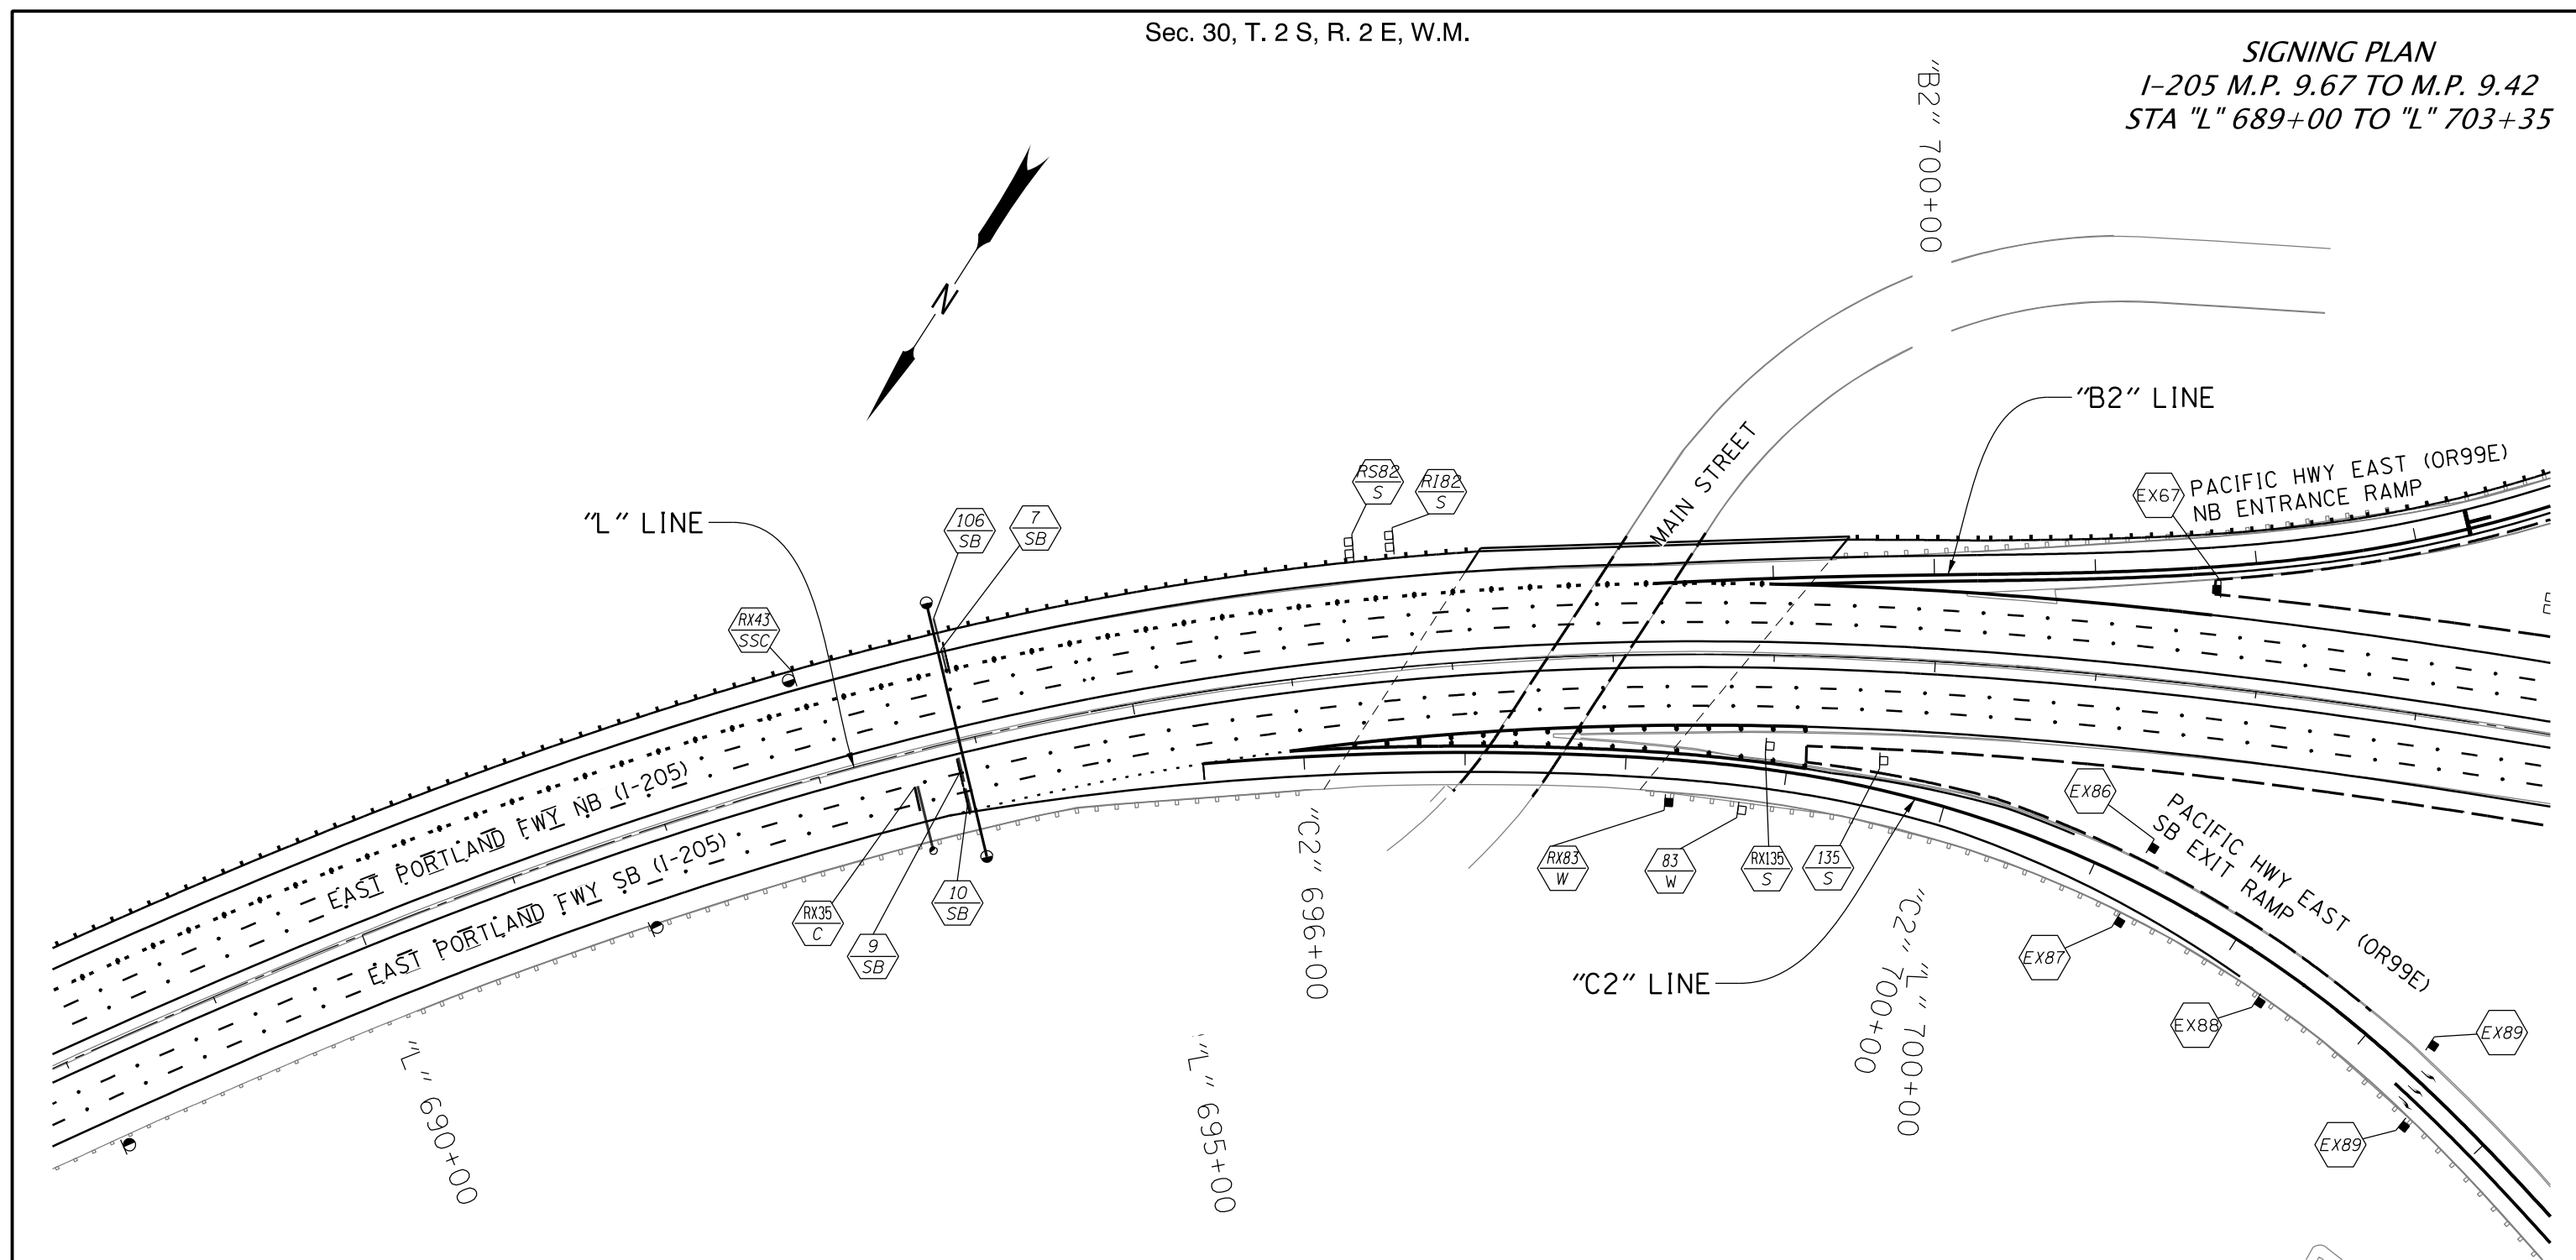 Sec. 30, T. 2 S, R. 2 E, W.M.
SIGNING PLAN
I-205 M.P. 9.67 TO M.P. 9.42
STA "L" 689+00 TO "L" 703+35
"B2" 700+00
N
"B2" LINE
MAIN STREET
PACIFIC HWY EAST (OR99E)
NB ENTRANCE RAMP
EX67
RS82
S
RI82
S
"L" LINE
106
SB
7
SB
RX43
SSC
EAST PORTLAND FWY NB (I-205)
EAST PORTLAND FWY SB (I-205)
RX35
C
9
SB
10
SB
RX83
W
83
W
RX135
S
135
S
EX86
PACIFIC HWY EAST (OR99E)
SB EXIT RAMP
EX87
EX88
EX89
EX89
"C2" LINE
"C2" 696+00
"C2" 700+00
"L" 690+00
"L" 695+00
"L" 700+00